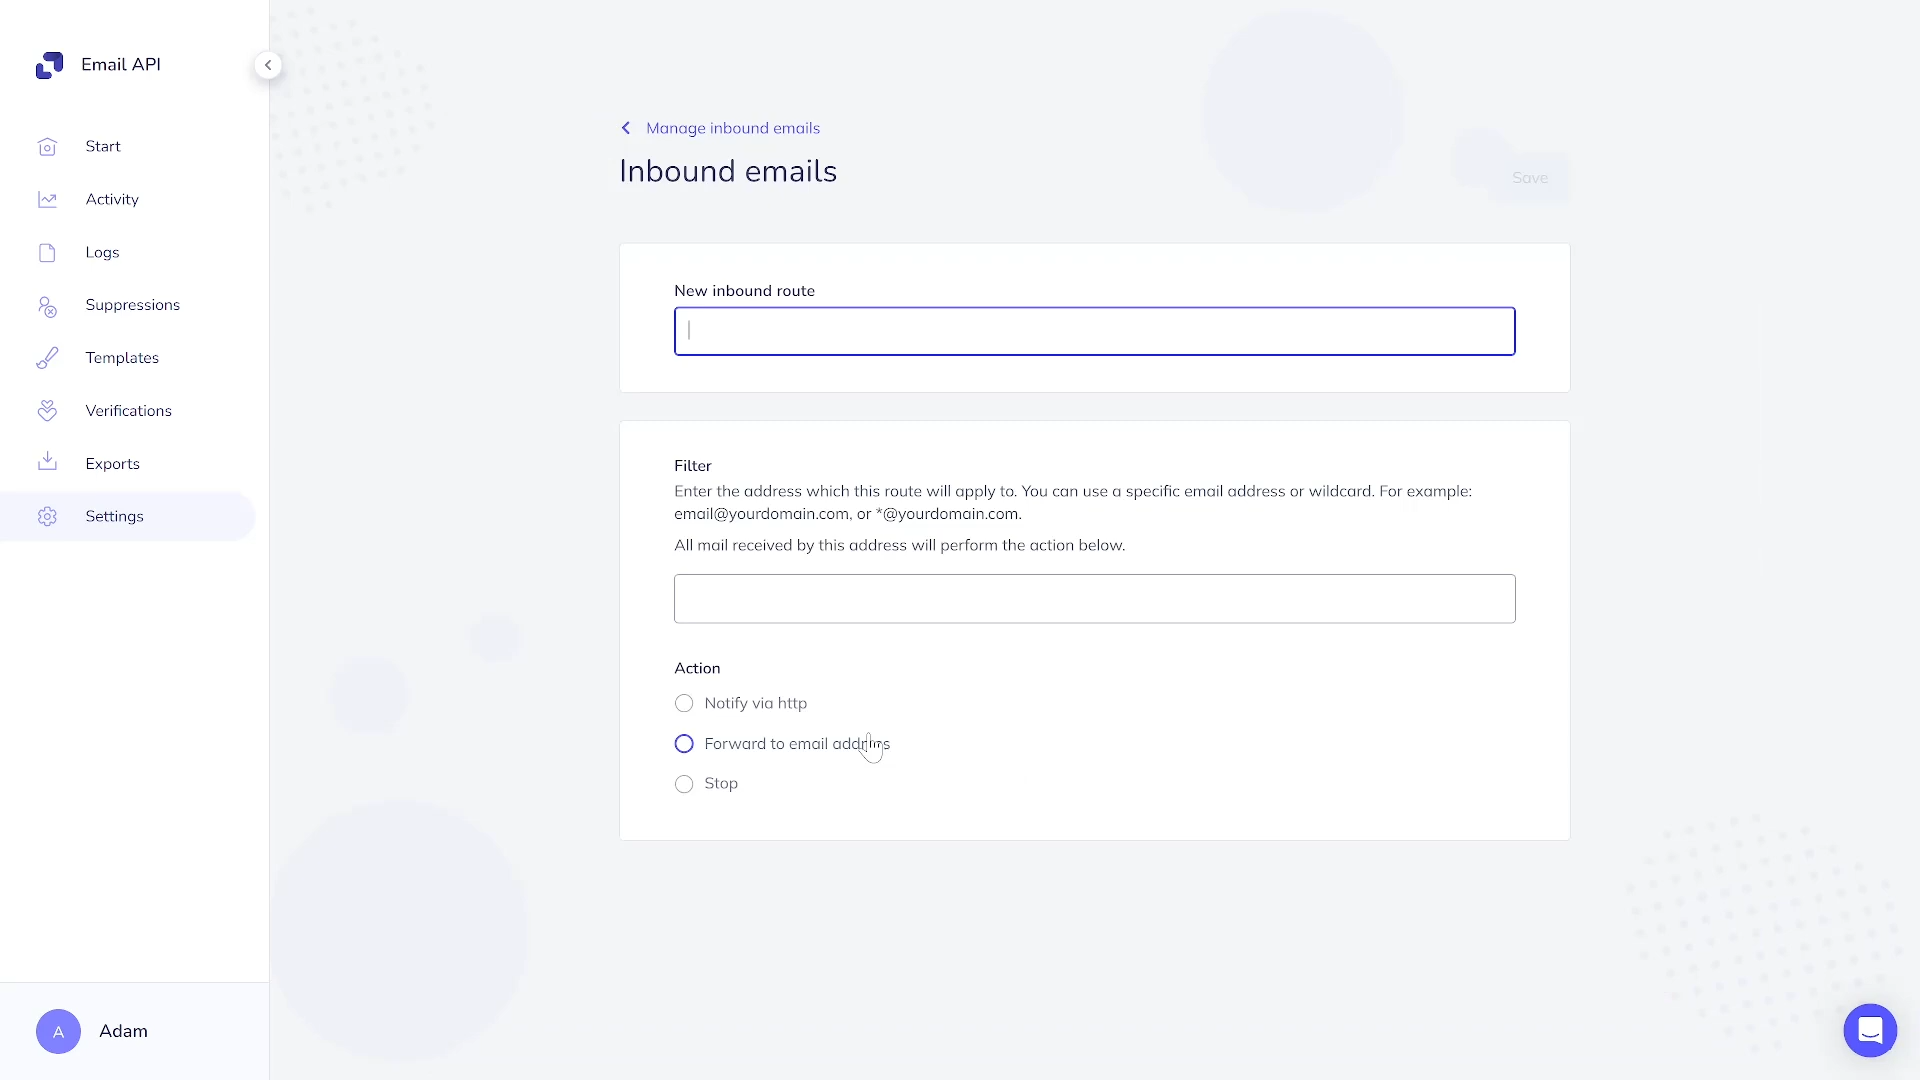 Email API
Start
Activity
Logs
Suppressions
Templates
Verifications
Exports
Settings
A
Adam
Manage inbound emails
Inbound emails
Save
New inbound route
Filter
Enter the address which this route will apply to. You can use a specific email address or wildcard. For example:
email@yourdomain.com, or *@yourdomain.com.
All mail received by this address will perform the action below.
Action
Notify via http
Forward to email address
Stop